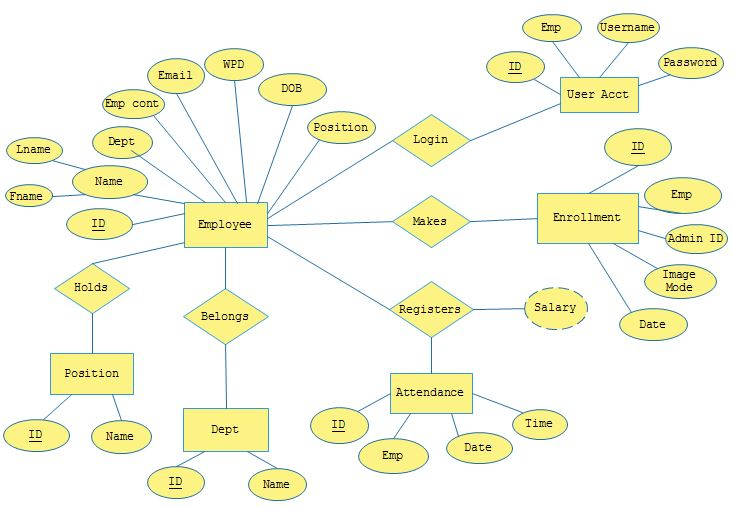 Emp
Username
ID
Password
User Acct
WPD
Email
DOB
Emp cont
Position
Dept
Login
Lname
Name
Fname
ID
ID
Emp
Employee
Makes
Enrollment
Admin ID
Image
Mode
Date
Holds
Belongs
Registers
Salary
Position
Attendance
ID
Name
Dept
ID
Name
ID
Emp
Date
Time